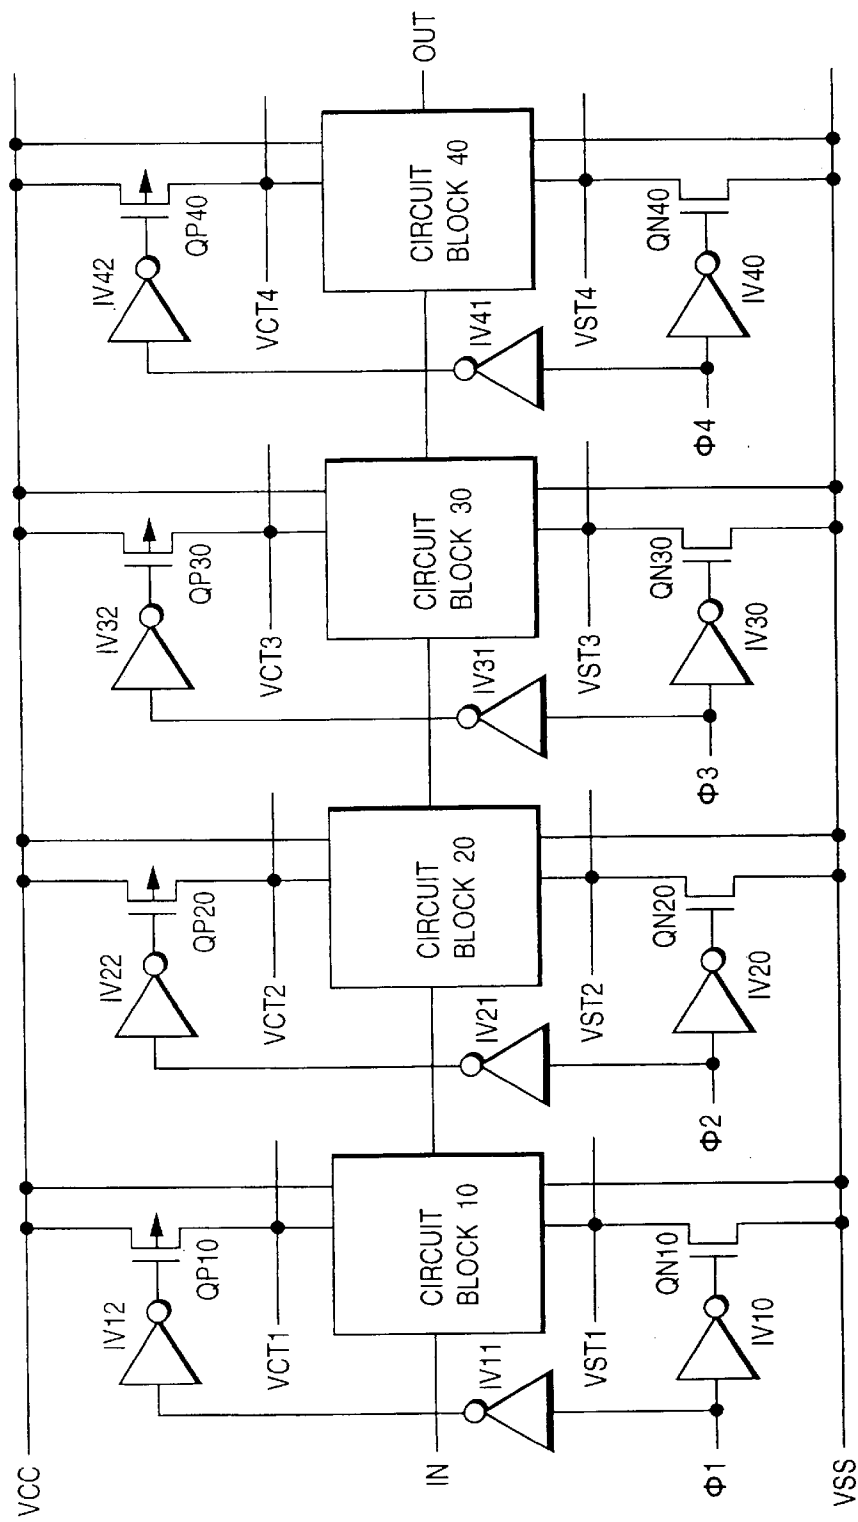 VCC
IV12
QP10
IV22
QP20
IV32
QP30
IV42
QP40
VCT1
VCT2
VCT3
VCT4
IN
IV11
CIRCUIT
BLOCK 10
IV21
CIRCUIT
BLOCK 20
IV31
CIRCUIT
BLOCK 30
IV41
CIRCUIT
BLOCK 40
OUT
VST1
VST2
VST3
VST4
Φ1
IV10
QN10
Φ2
IV20
QN20
Φ3
IV30
QN30
Φ4
IV40
QN40
VSS